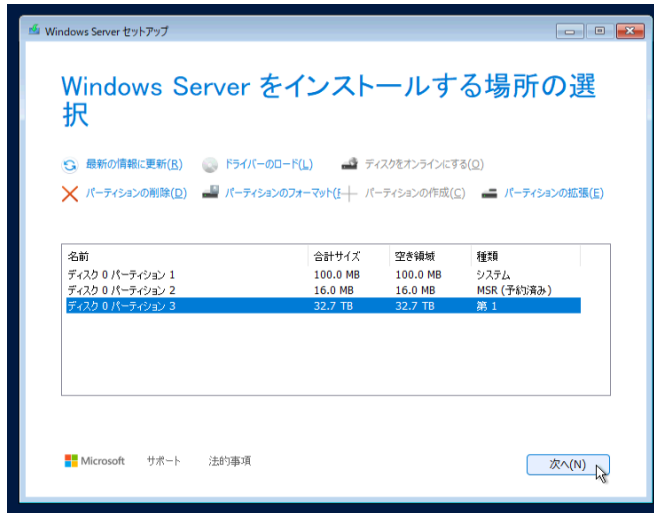 Windows Server セットアップ
Windows Server をインストールする場所の選
択
最新の情報に更新(R) ドライバーのロード(L) ディスクをオンラインにする(O)
パーティションの削除(D) パーティションのフォーマット(F パーティションの作成(C) パーティションの拡張(E)
名前 合計サイズ 空き領域 種類
ディスク 0 パーティション 1 100.0 MB 100.0 MB システム
ディスク 0 パーティション 2 16.0 MB 16.0 MB MSR (予約済み)
ディスク 0 パーティション 3 32.7 TB 32.7 TB 第 1
Microsoft サポート 法的事項 次へ(N)